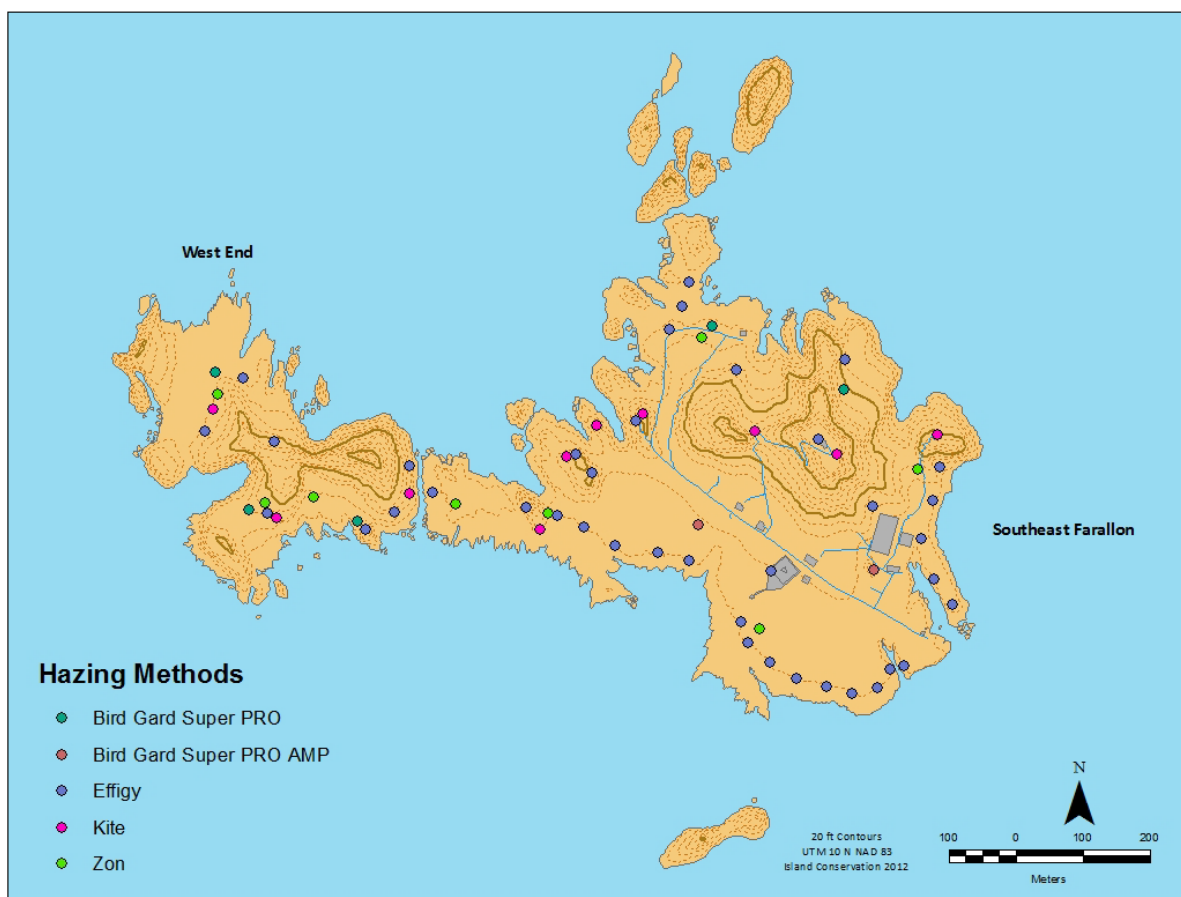 West End
Southeast Farallon
Hazing Methods
Bird Gard Super PRO
Bird Gard Super PRO AMP
Effigy
Kite
Zon
20 ft Contours
UTM 10 N NAD 83
Island Conservation 2012
N
100 0 100 200
Meters